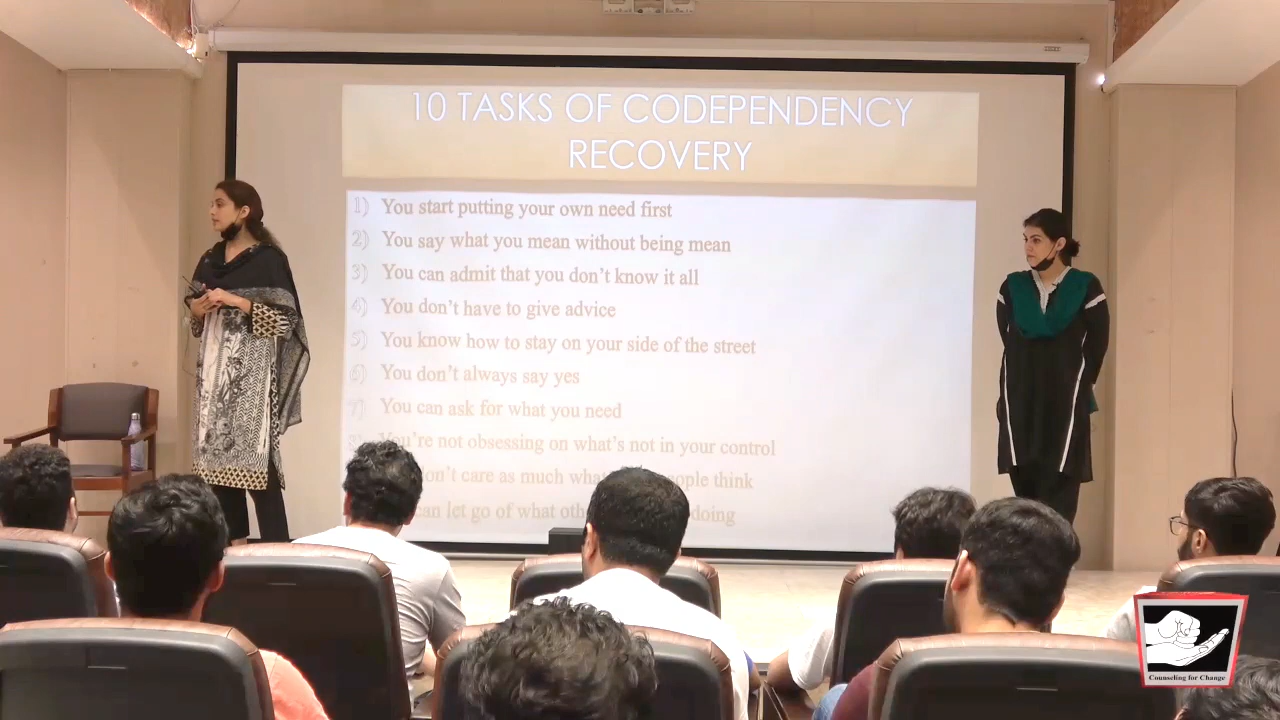 10 TASKS OF CODEPENDENCY
RECOVERY
1) You start putting your own need first
2) You say what you mean without being mean
3) You can admit that you don't know it all
4) You don't have to give advice
5) You know how to stay on your side of the street
6) You don't always say yes
7) You can ask for what you need
You're not obsessing on what's not in your control
don't care as much what people think
can let go of what doing
Counseling for Change